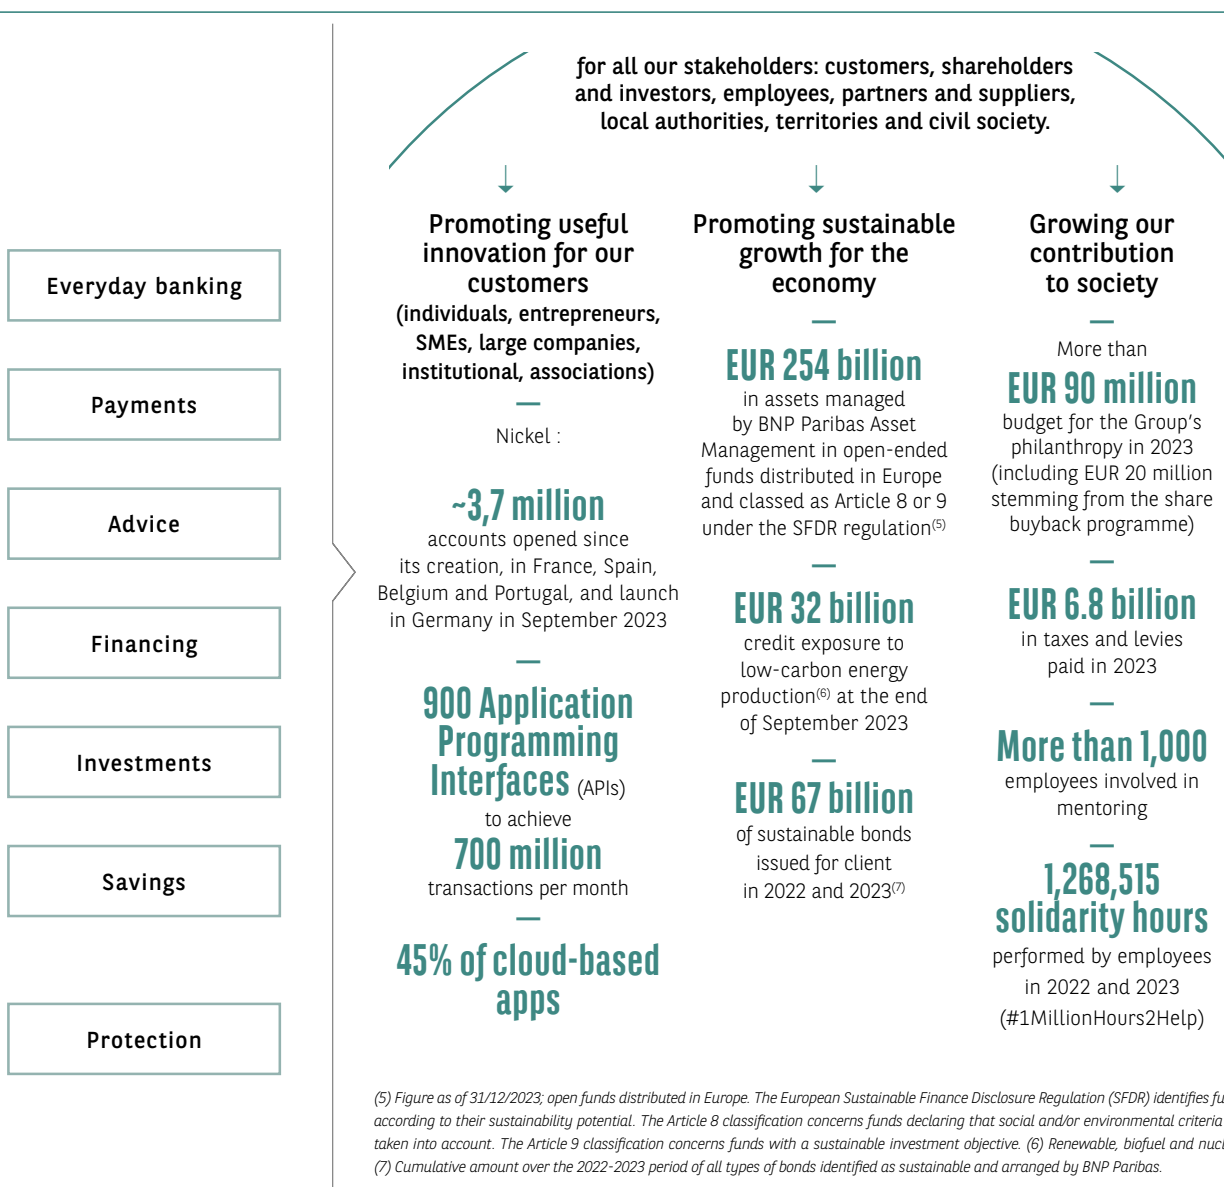 for all our stakeholders: customers, shareholders
and investors, employees, partners and suppliers,
local authorities, territories and civil society.
Everyday banking
Payments
Advice
Financing
Investments
Savings
Protection
Promoting useful
innovation for our
customers
(individuals, entrepreneurs,
SMEs, large companies,
institutional, associations)
Nickel :
~3,7 million
accounts opened since
its creation, in France, Spain,
Belgium and Portugal, and launch
in Germany in September 2023
900 Application
Programming
Interfaces (APIs)
to achieve
700 million
transactions per month
45% of cloud-based
apps
Promoting sustainable
growth for the
economy
EUR 254 billion
in assets managed
by BNP Paribas Asset
Management in open-ended
funds distributed in Europe
and classed as Article 8 or 9
under the SFDR regulation(5)
EUR 32 billion
credit exposure to
low-carbon energy
production(6) at the end
of September 2023
EUR 67 billion
of sustainable bonds
issued for client
in 2022 and 2023(7)
Growing our
contribution
to society
More than
EUR 90 million
budget for the Group's
philanthropy in 2023
(including EUR 20 million
stemming from the share
buyback programme)
EUR 6.8 billion
in taxes and levies
paid in 2023
More than 1,000
employees involved in
mentoring
1,268,515
solidarity hours
performed by employees
in 2022 and 2023
(#1MillionHours2Help)
(5) Figure as of 31/12/2023; open funds distributed in Europe. The European Sustainable Finance Disclosure Regulation (SFDR) identifies
according to their sustainability potential. The Article 8 classification concerns funds declaring that social and/or environmental criteria
taken into account. The Article 9 classification concerns funds with a sustainable investment objective. (6) Renewable, biofuel and
(7) Cumulative amount over the 2022-2023 period of all types of bonds identified as sustainable and arranged by BNP Paribas.